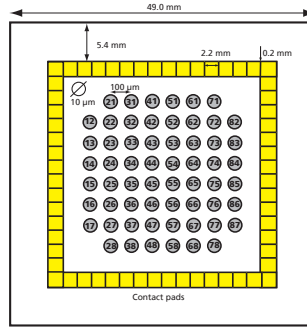 49.0 mm
5.4 mm
2.2 mm
0.2 mm
100 µm
10 µm
21 31 41 51 61 71
12 22 32 42 52 62 72 82
13 23 33 43 53 63 73 83
14 24 34 44 54 64 74 84
15 25 35 45 55 65 75 85
16 26 36 46 56 66 76 86
17 27 37 47 57 67 77 87
28 38 48 58 68 78
Contact pads